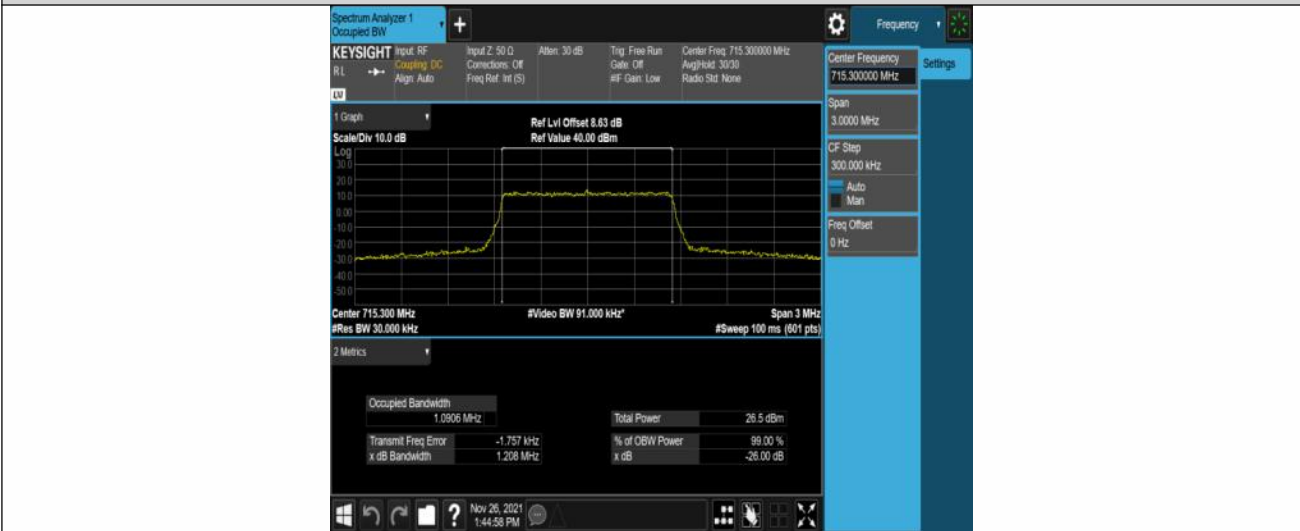 Spectrum Analyzer 1
Occupied BW
+
Frequency
KEYSIGHT
RL
LV
Input: RF
Coupling: DC
Align: Auto
Input Z: 50 Ω
Corrections: Off
Freq Ref: Int (S)
Atten: 30 dB
Trig: Free Run
Gate: Off
#IF Gain: Low
Center Freq: 715.300000 MHz
Avg|Hold: 30/30
Radio Std: None
Center Frequency
715.300000 MHz
Settings
Span
3.0000 MHz
CF Step
300.000 kHz
Auto
Man
Freq Offset
0 Hz
1 Graph
Scale/Div 10.0 dB
Ref Lvl Offset 8.63 dB
Ref Value 40.00 dBm
Log
30.0
20.0
10.0
0.00
-10.0
-20.0
-30.0
-40.0
-50.0
Center 715.300 MHz
#Video BW 91.000 kHz*
Span 3 MHz
#Res BW 30.000 kHz
#Sweep 100 ms (601 pts)
2 Metrics
Occupied Bandwidth
1.0906 MHz
Total Power 26.5 dBm
Transmit Freq Error -1.757 kHz
% of OBW Power 99.00 %
x dB Bandwidth 1.208 MHz
x dB -26.00 dB
?
Nov 26, 2021
1:44:58 PM